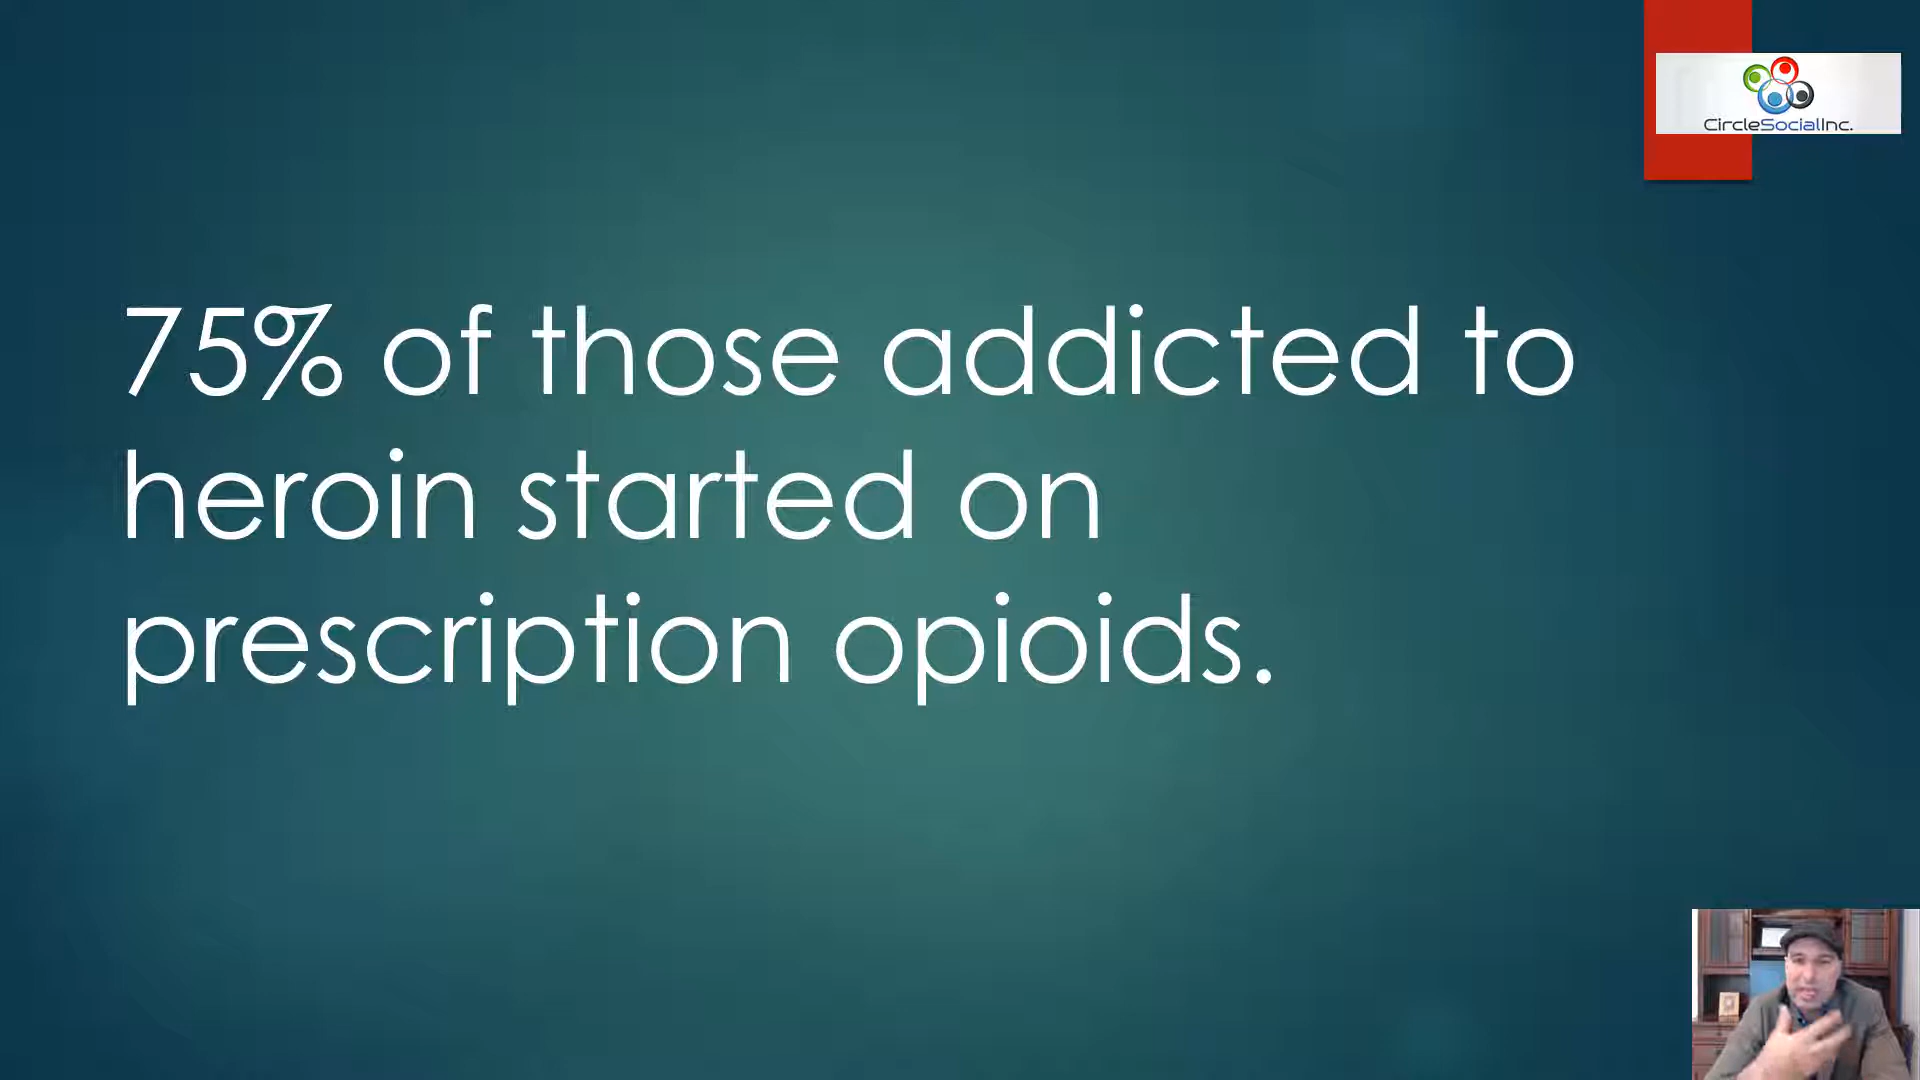 CircleSocialInc.
75% of those addicted to
heroin started on
prescription opioids.